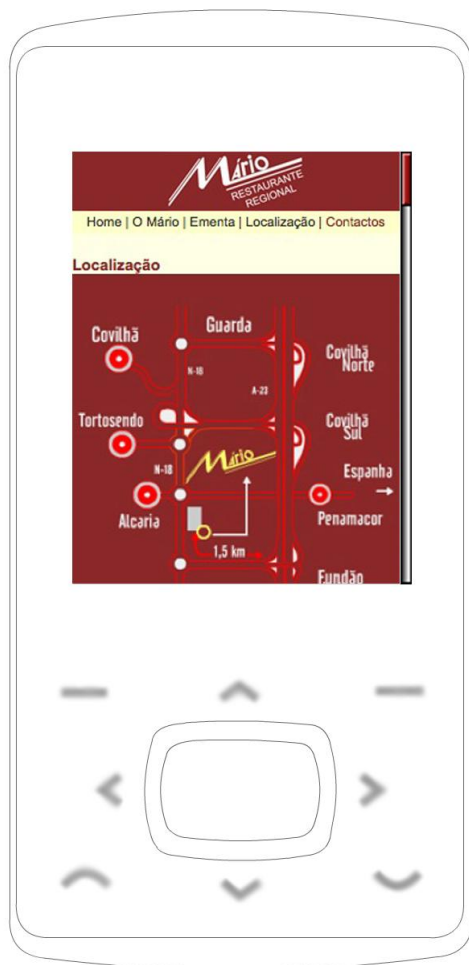 Mário
RESTAURANTE
REGIONAL
Home | O Mário | Ementa | Localização | Contactos
Localização
Guarda
Covilhã
Covilhã
Norte
N-18
A-23
Tortosendo
Covilhã
Sul
Mário
N-18
Espanha
Alcaria
Penamacor
1,5 km
Fundão